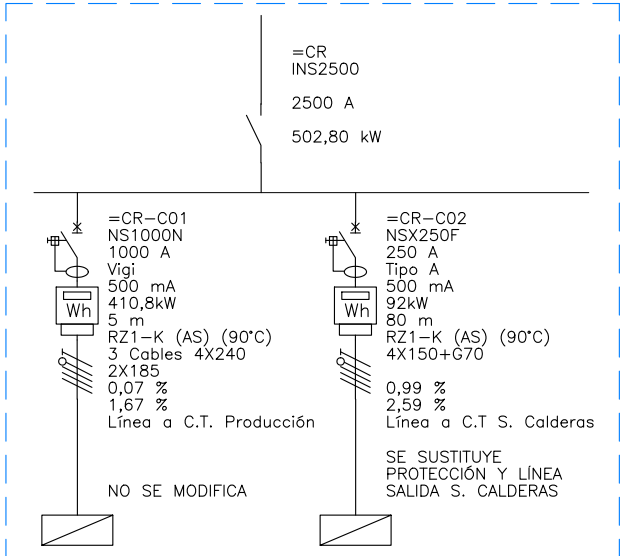 =CR
INS2500
2500 A
502,80 kW
=CR-C01
NS1000N
1000 A
Vigi
500 mA
410,8kW
5 m
RZ1-K (AS) (90°C)
3 Cables 4X240
2X185
0,07 %
1,67 %
Línea a C.T. Producción
NO SE MODIFICA
Wh
=CR-C02
NSX250F
250 A
Tipo A
500 mA
92kW
80 m
RZ1-K (AS) (90°C)
4X150+G70
0,99 %
2,59 %
Línea a C.T S. Calderas
SE SUSTITUYE
PROTECCIÓN Y LÍNEA
SALIDA S. CALDERAS
Wh